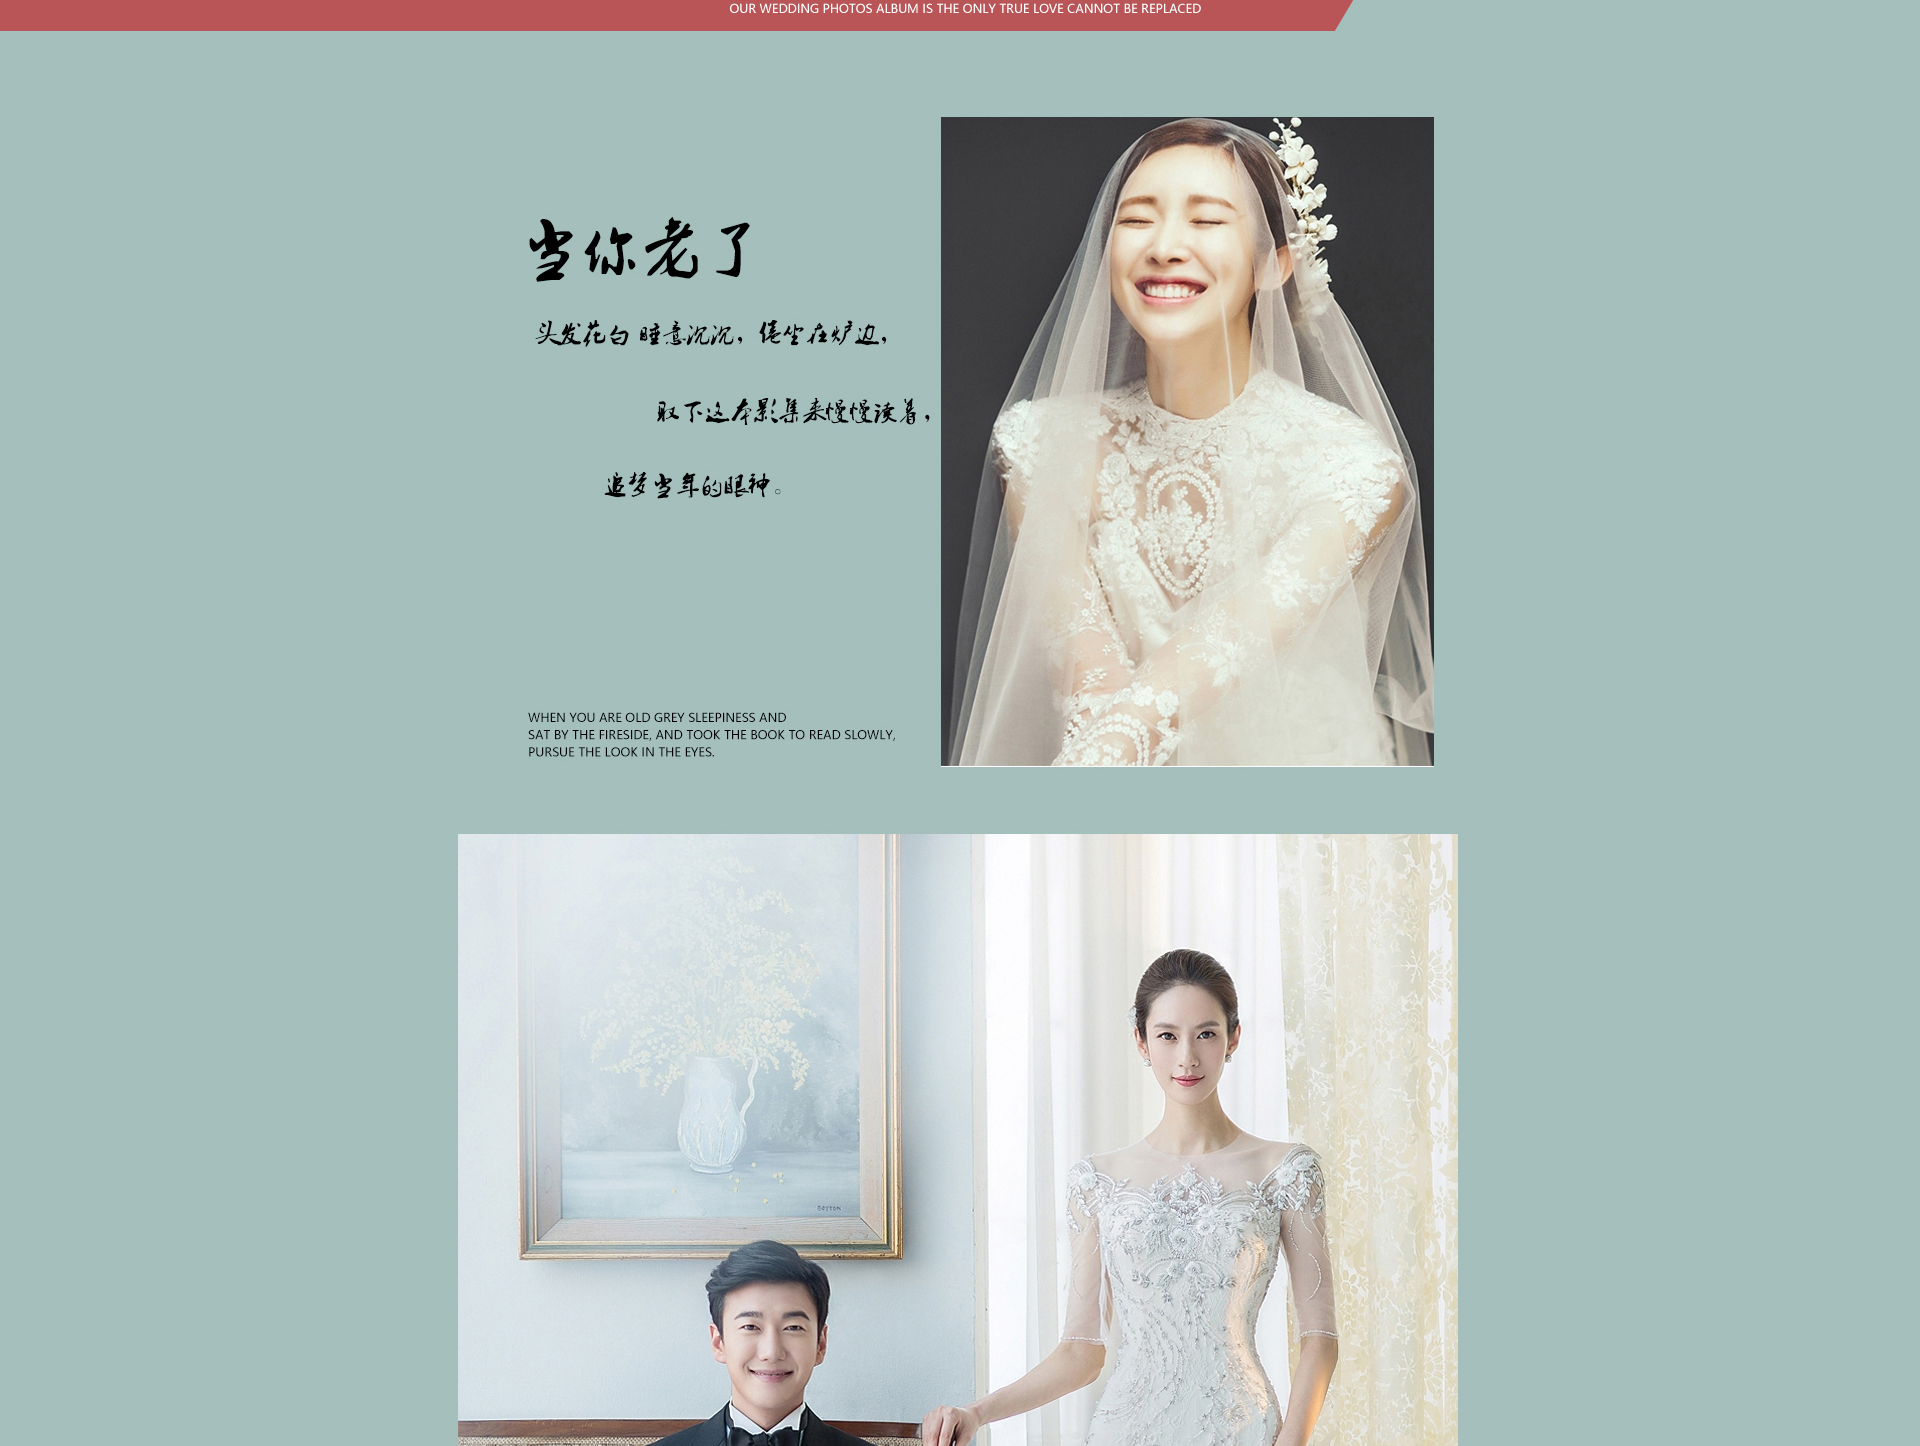 OUR WEDDING PHOTOS ALBUM IS THE ONLY TRUE LOVE CANNOT BE REPLACED
当你老了
头发花白 睡意沉沉，倦坐在炉边，
取下这本影集来慢慢读着，
追梦当年的眼神。
WHEN YOU ARE OLD GREY SLEEPINESS AND
SAT BY THE FIRESIDE, AND TOOK THE BOOK TO READ SLOWLY,
PURSUE THE LOOK IN THE EYES.
BOTTON